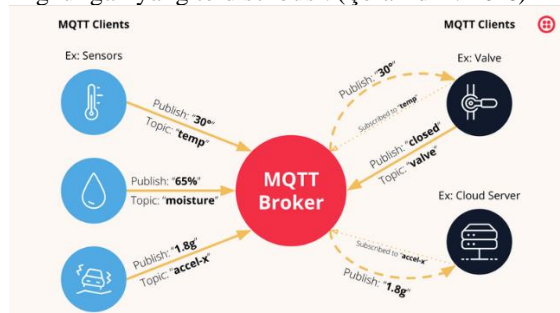 MQTT Clients
MQTT Clients
Ex: Sensors
Ex: Valve
Publish: "30°"
Topic: "temp"
Publish: "30°"
Subscribed to "temp"
Publish: "closed"
Topic: "valve"
Publish: "65%"
Topic: "moisture"
MQTT
Broker
Ex: Cloud Server
Publish: "1.8g"
Topic: "accel-x"
Subscribed to "accel-x"
Publish: "1.8g"